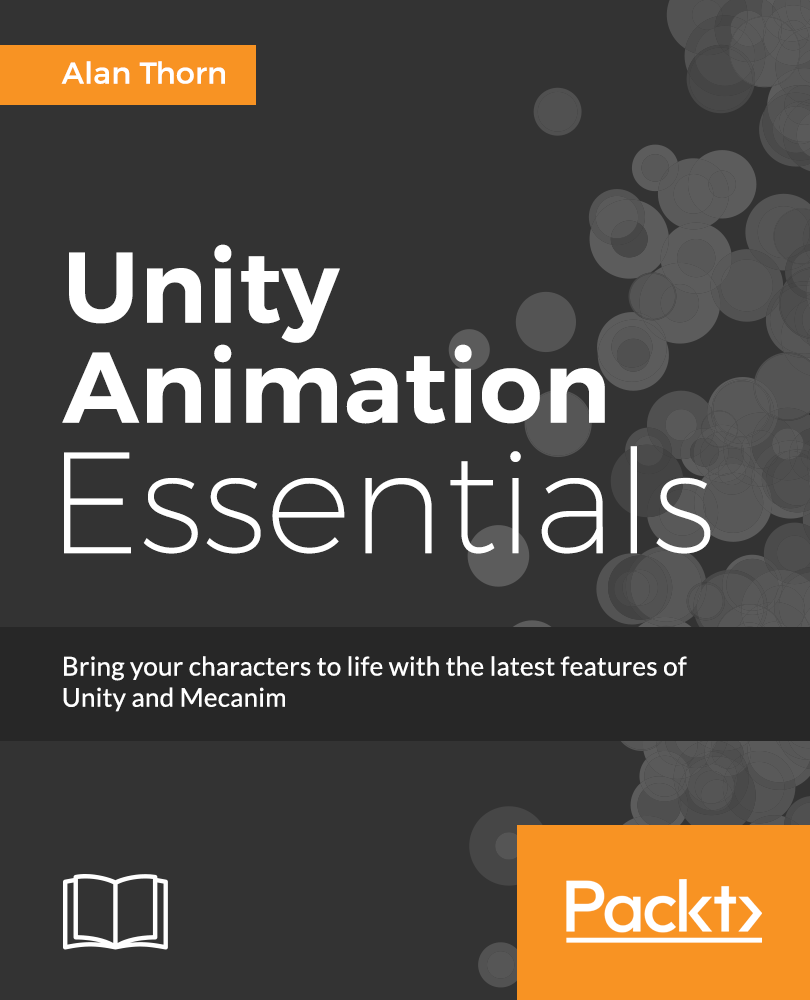 Alan Thorn
Unity
Animation
Essentials
Bring your characters to life with the latest features of
Unity and Mecanim
Packt>